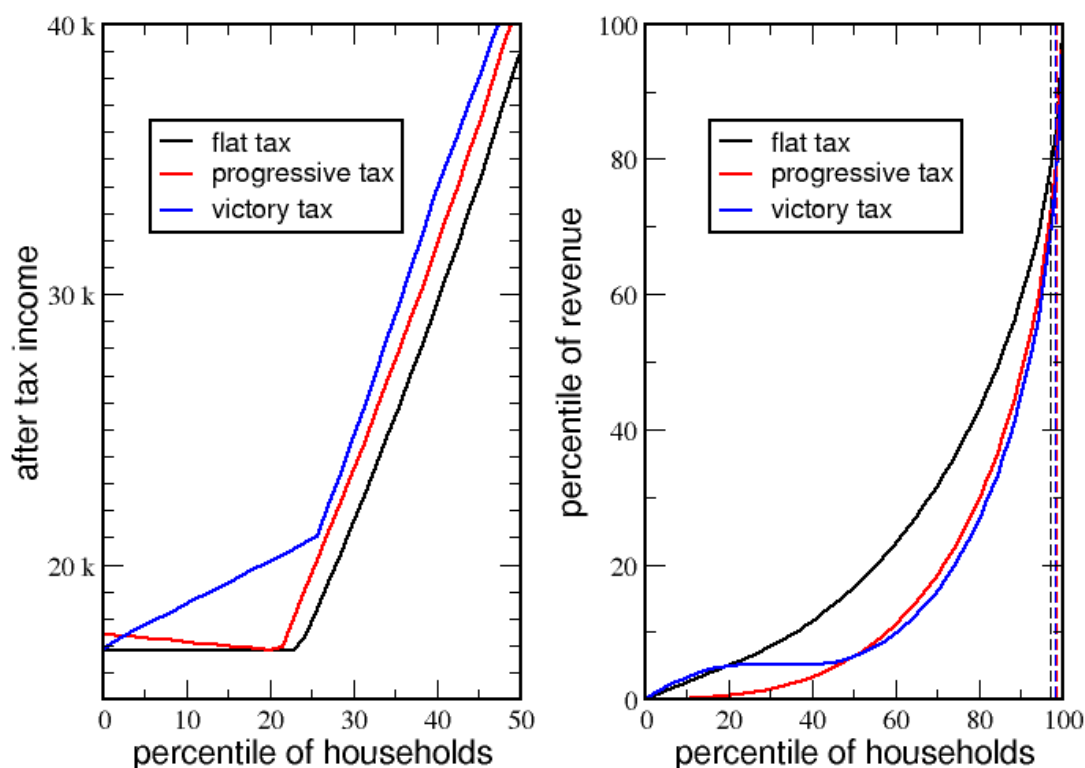 40 k
30 k
20 k
after tax income
flat tax
progressive tax
victory tax
0 10 20 30 40 50
percentile of households
100
80
60
40
20
0
percentile of revenue
flat tax
progressive tax
victory tax
0 20 40 60 80 100
percentile of households